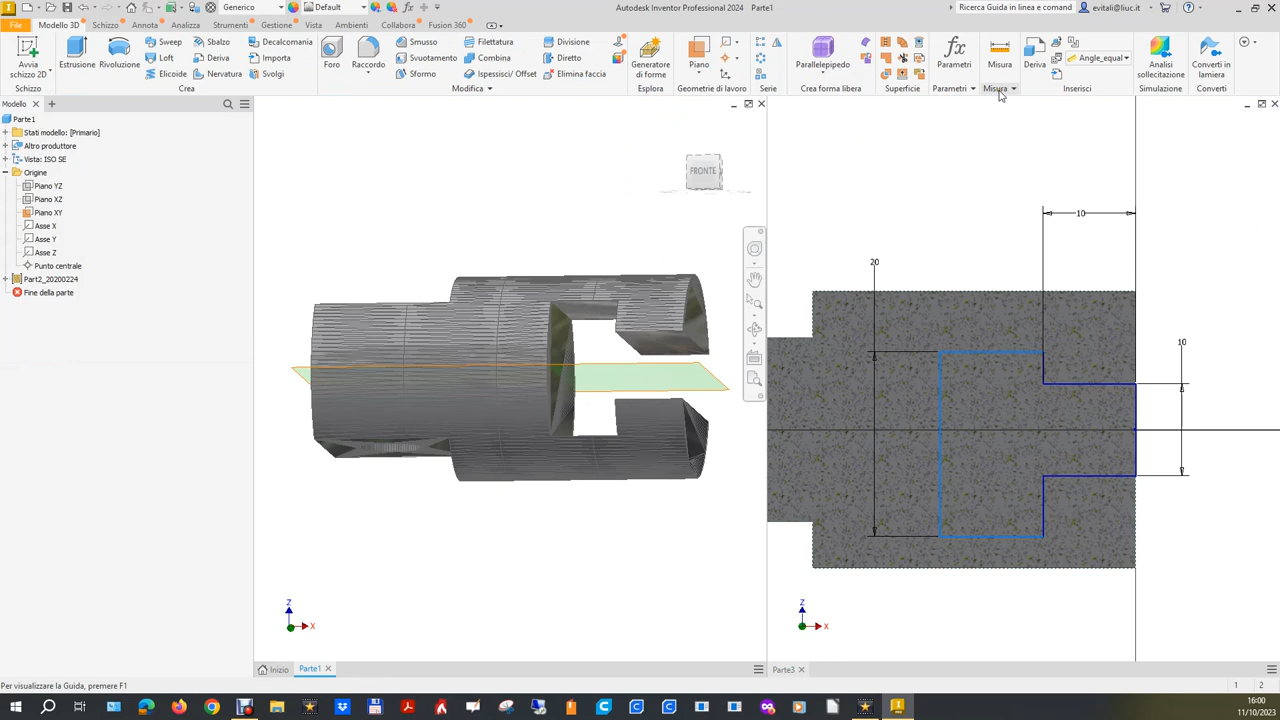 Generico
Default
Autodesk Inventor Professional 2024 Parte1
Ricerca Guida in linea e comandi
evitali@liuc.it
File Modello 3D Schizzo Annota Analizza Strumenti Gestione Vista Ambienti Collabora Fusion 360
Avvia
schizzo 2D
Schizzo
Estrusione
Rivoluzione
Sweep
Loft
Elicoide
Sbalzo
Deriva
Nervatura
Decalcomania
Importa
Svolgi
Crea
Foro
Raccordo
Smusso
Svuotamento
Sformo
Filettatura
Combina
Ispessisci/ Offset
Divisione
Diretto
Elimina faccia
Modifica
Generatore
di forme
Esplora
Piano
Geometrie di lavoro
Serie
Parallelepipedo
Crea forma libera
Superficie
fx
Parametri
Parametri
Misura
Misura
Deriva
Angle_equal
Inserisci
Analisi
sollecitazione
Simulazione
Converti in
lamiera
Converti
Modello
Parte1
Stati modello: [Primario]
Altro produttore
Vista: ISO SE
Origine
Piano YZ
Piano XZ
Piano XY
Asse X
Asse Y
Asse Z
Punto centrale
Part2_20200224
Fine della parte
FRONTE
10
20
10
Z
X
Z
X
Inizio
Parte1
Parte3
Per visualizzare la Guida, premere F1
1 2
16:00
11/10/2023